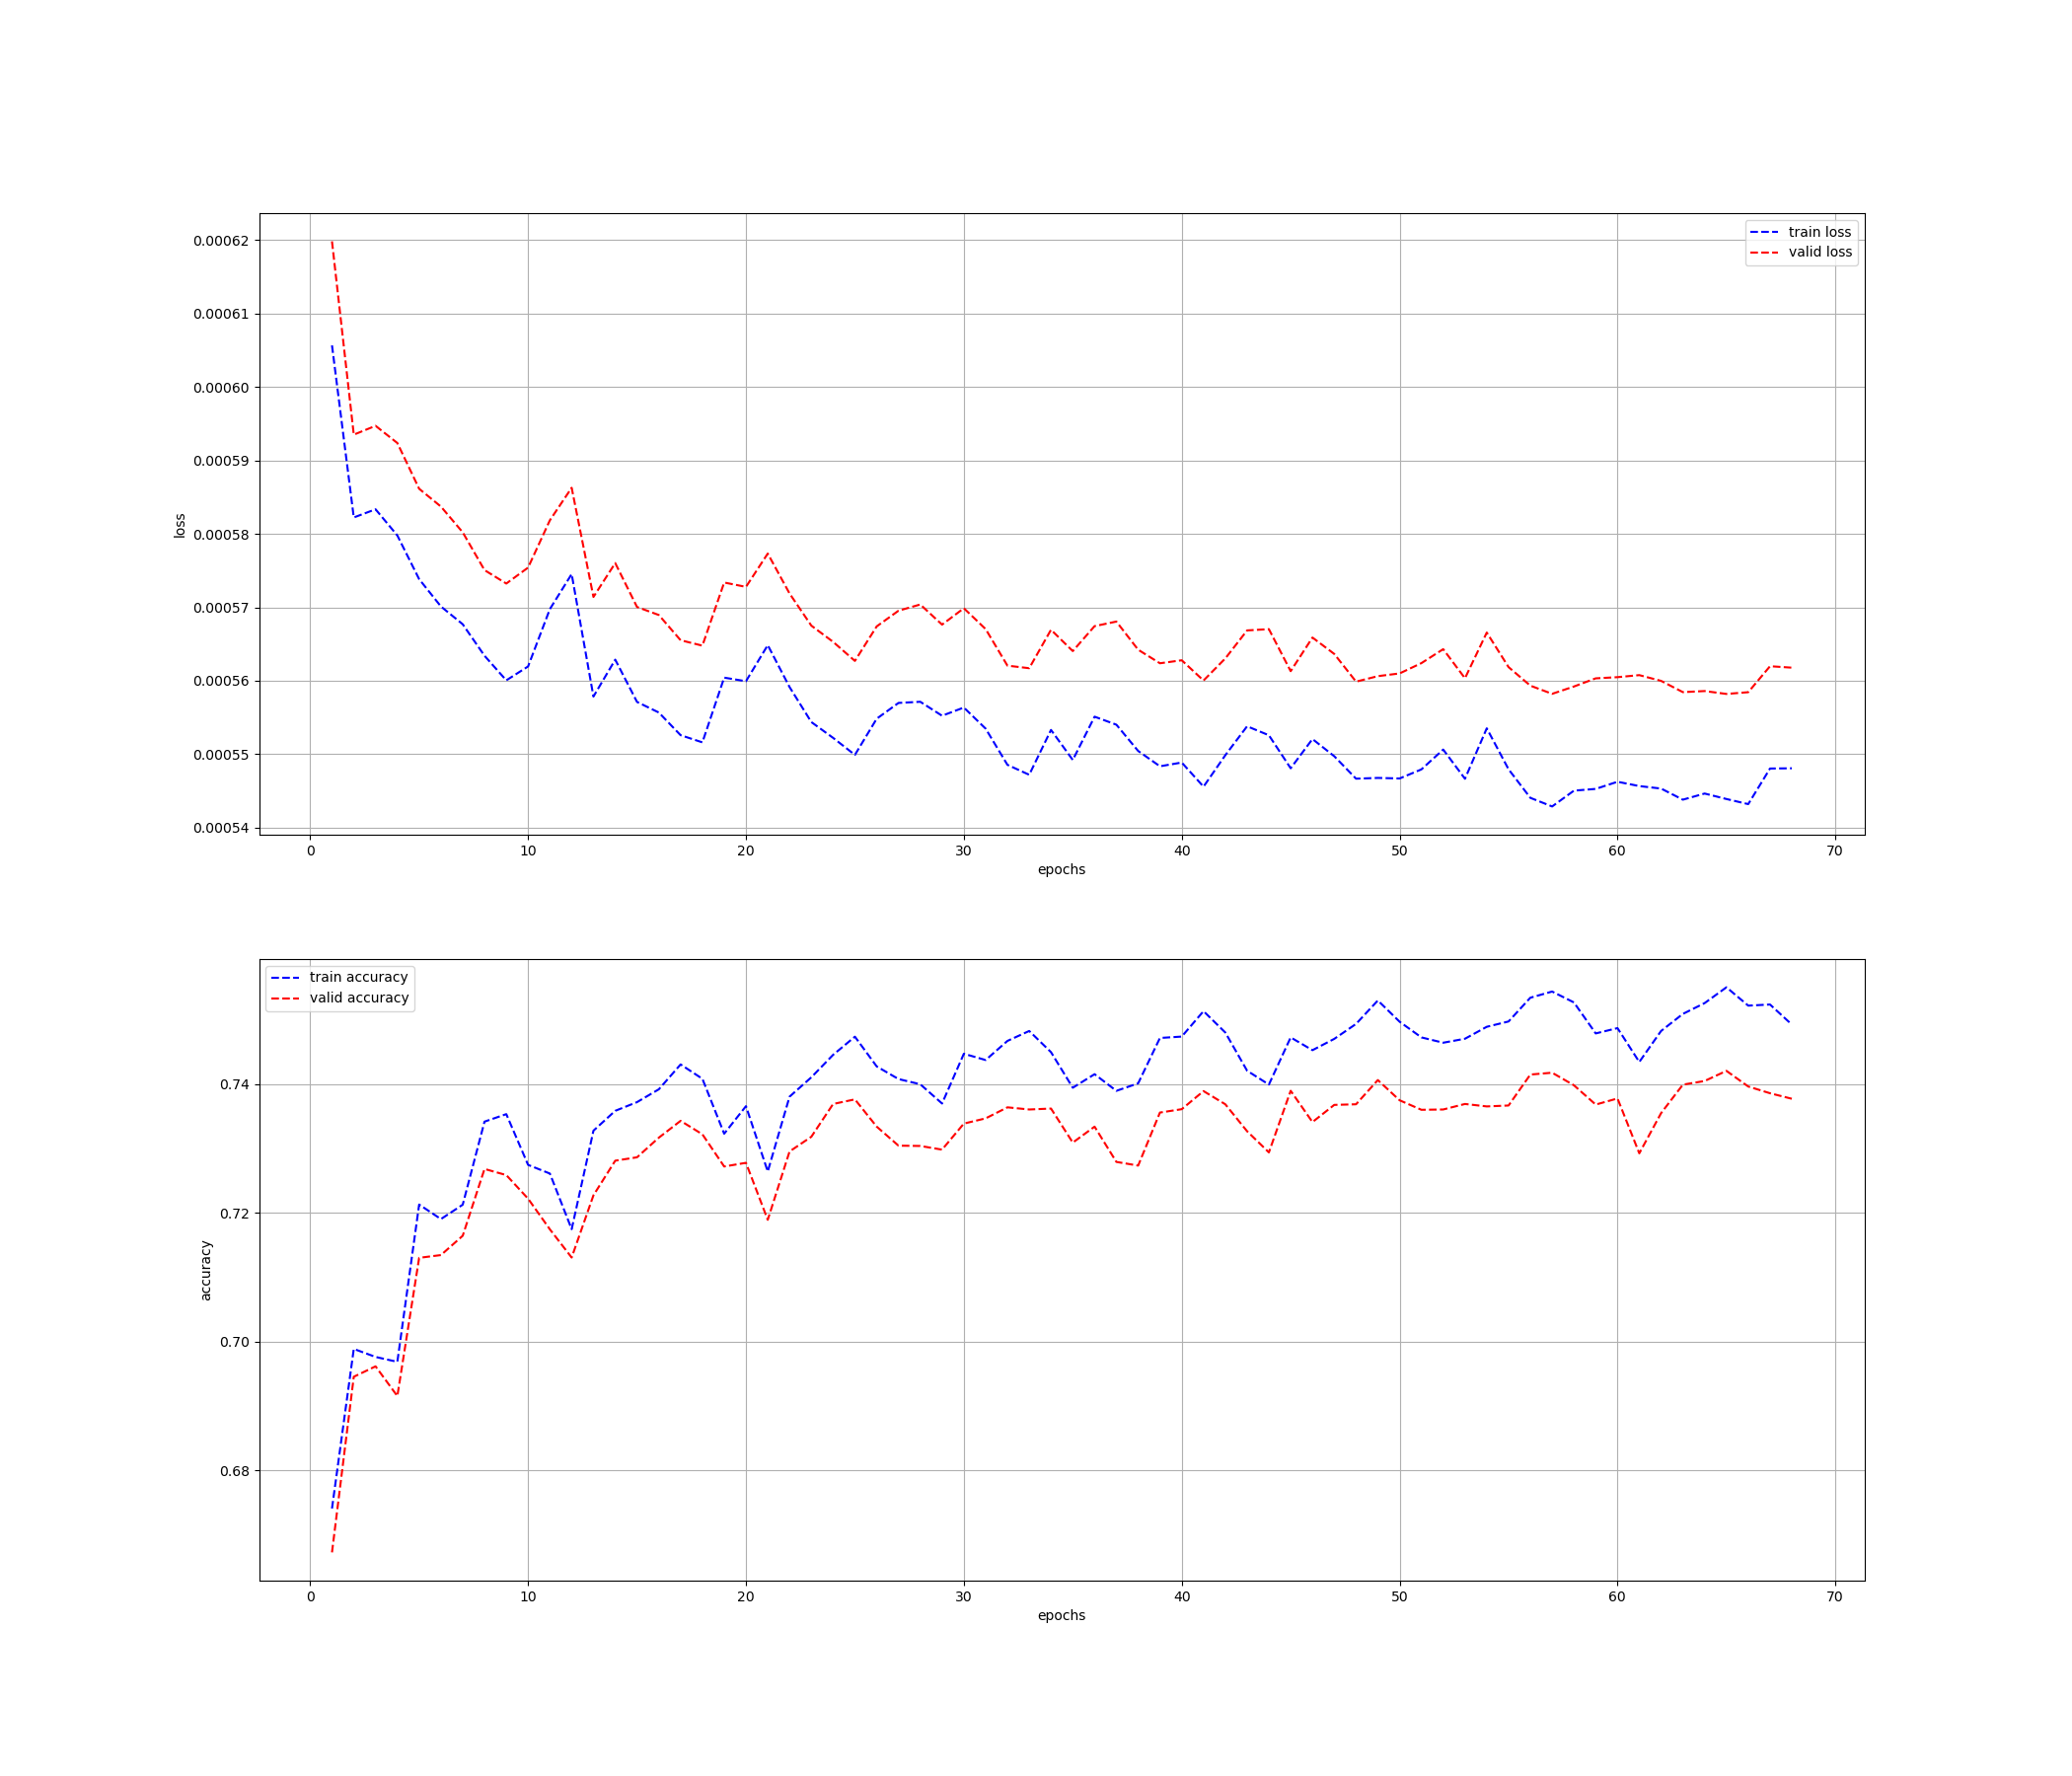 train loss
valid loss
0.00062
0.00061
0.00060
0.00059
0.00058
0.00057
0.00056
0.00055
0.00054
loss
0 10 20 30 40 50 60 70
epochs
train accuracy
valid accuracy
0.74
0.72
0.70
0.68
accuracy
0 10 20 30 40 50 60 70
epochs